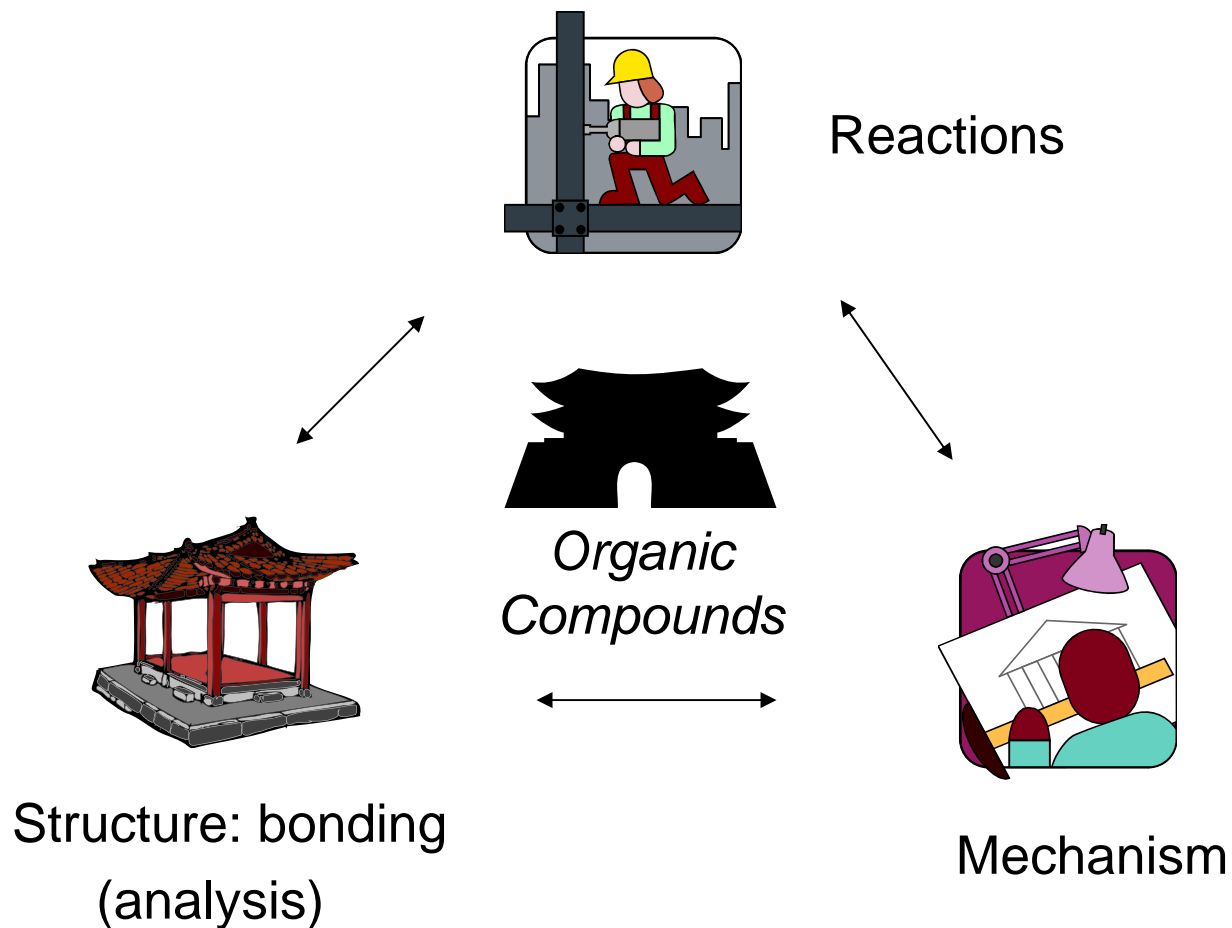 Reactions
Organic
Compounds
Structure: bonding
(analysis)
Mechanism